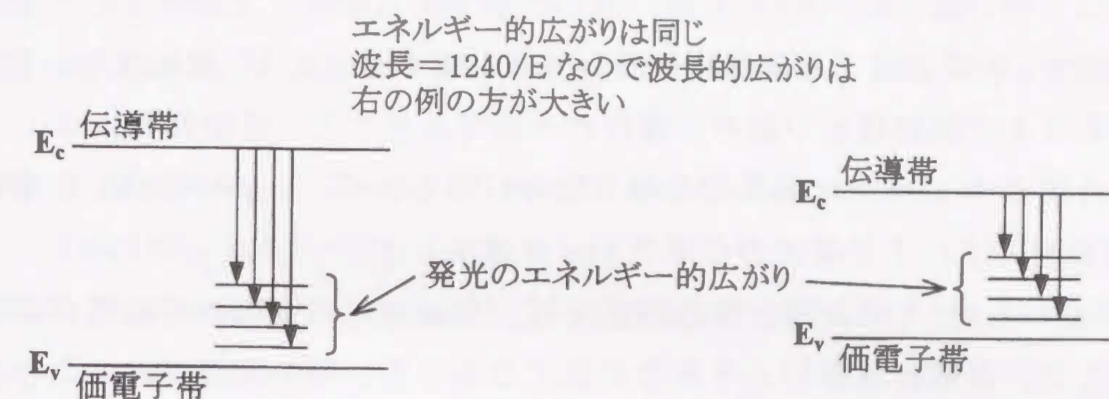 エネルギー的広がりは同じ
波長＝1240/E なので波長的広がりは
右の例の方が大きい
伝導帯
Ec
発光のエネルギー的広がり
Ev
価電子帯
伝導帯
Ec
Ev
価電子帯